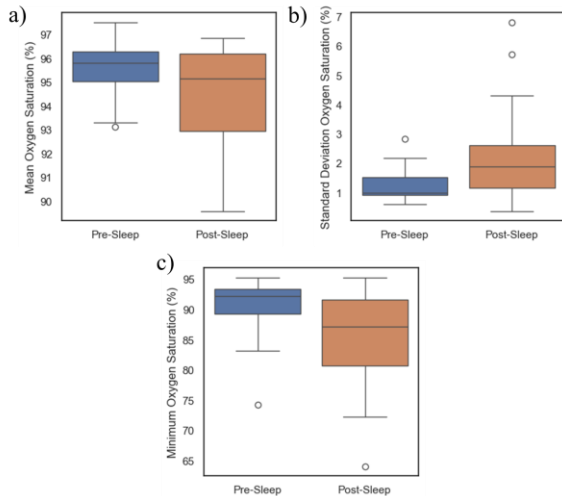 a)
Mean Oxygen Saturation (%)
97
96
95
94
93
92
91
90
Pre-Sleep Post-Sleep
b)
Standard Deviation Oxygen Saturation (%)
7
6
5
4
3
2
1
Pre-Sleep Post-Sleep
c)
Minimum Oxygen Saturation (%)
95
90
85
80
75
70
65
Pre-Sleep Post-Sleep